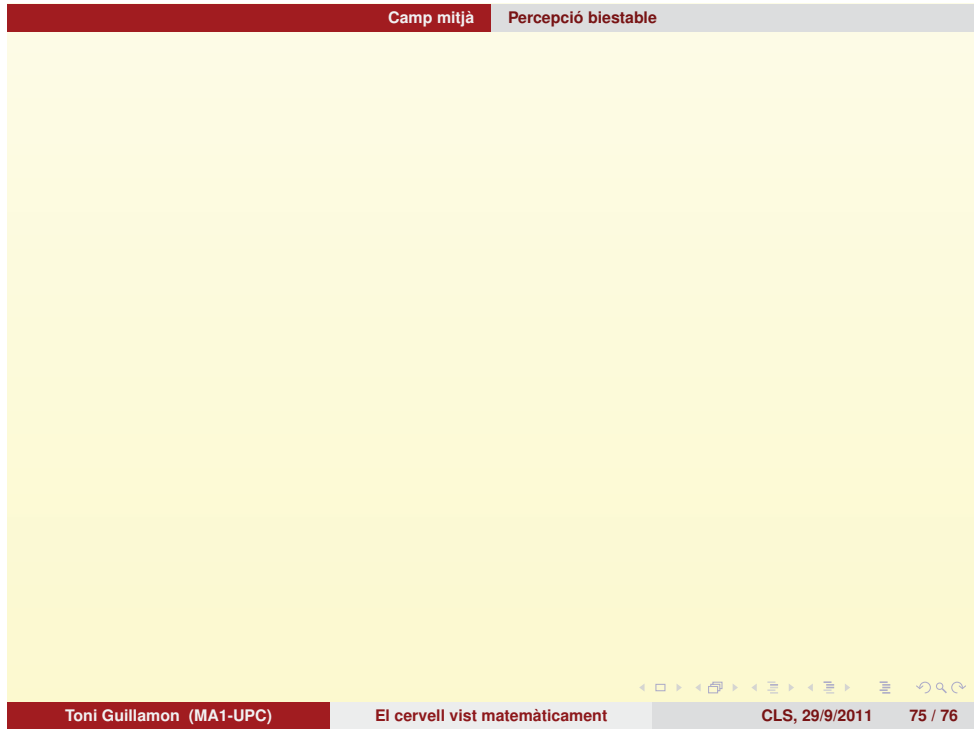 Camp mitjà Percepció biestable
Toni Guillamon (MA1-UPC) El cervell vist matemàticament CLS, 29/9/2011 75 / 76